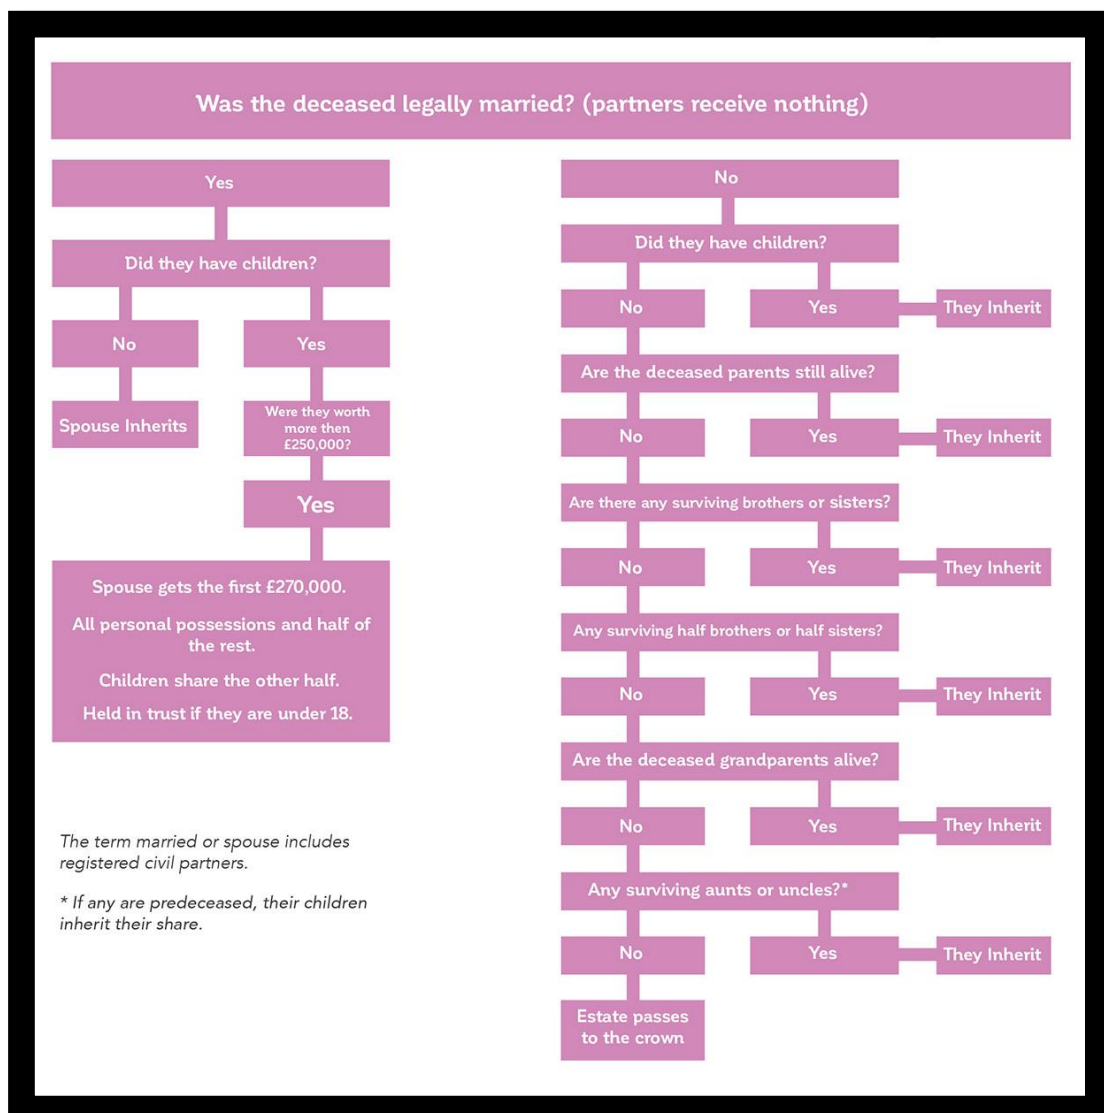 Was the deceased legally married? (partners receive nothing)
Yes
Did they have children?
No
Yes
Spouse Inherits
Were they worth
more then
£250,000?
Yes
Spouse gets the first £270,000.
All personal possessions and half of
the rest.
Children share the other half.
Held in trust if they are under 18.
The term married or spouse includes
registered civil partners.
* If any are predeceased, their children
inherit their share.
No
Did they have children?
No
Yes
They Inherit
Are the deceased parents still alive?
No
Yes
They Inherit
Are there any surviving brothers or sisters?
No
Yes
They Inherit
Any surviving half brothers or half sisters?
No
Yes
They Inherit
Are the deceased grandparents alive?
No
Yes
They Inherit
Any surviving aunts or uncles?*
No
Yes
They Inherit
Estate passes
to the crown